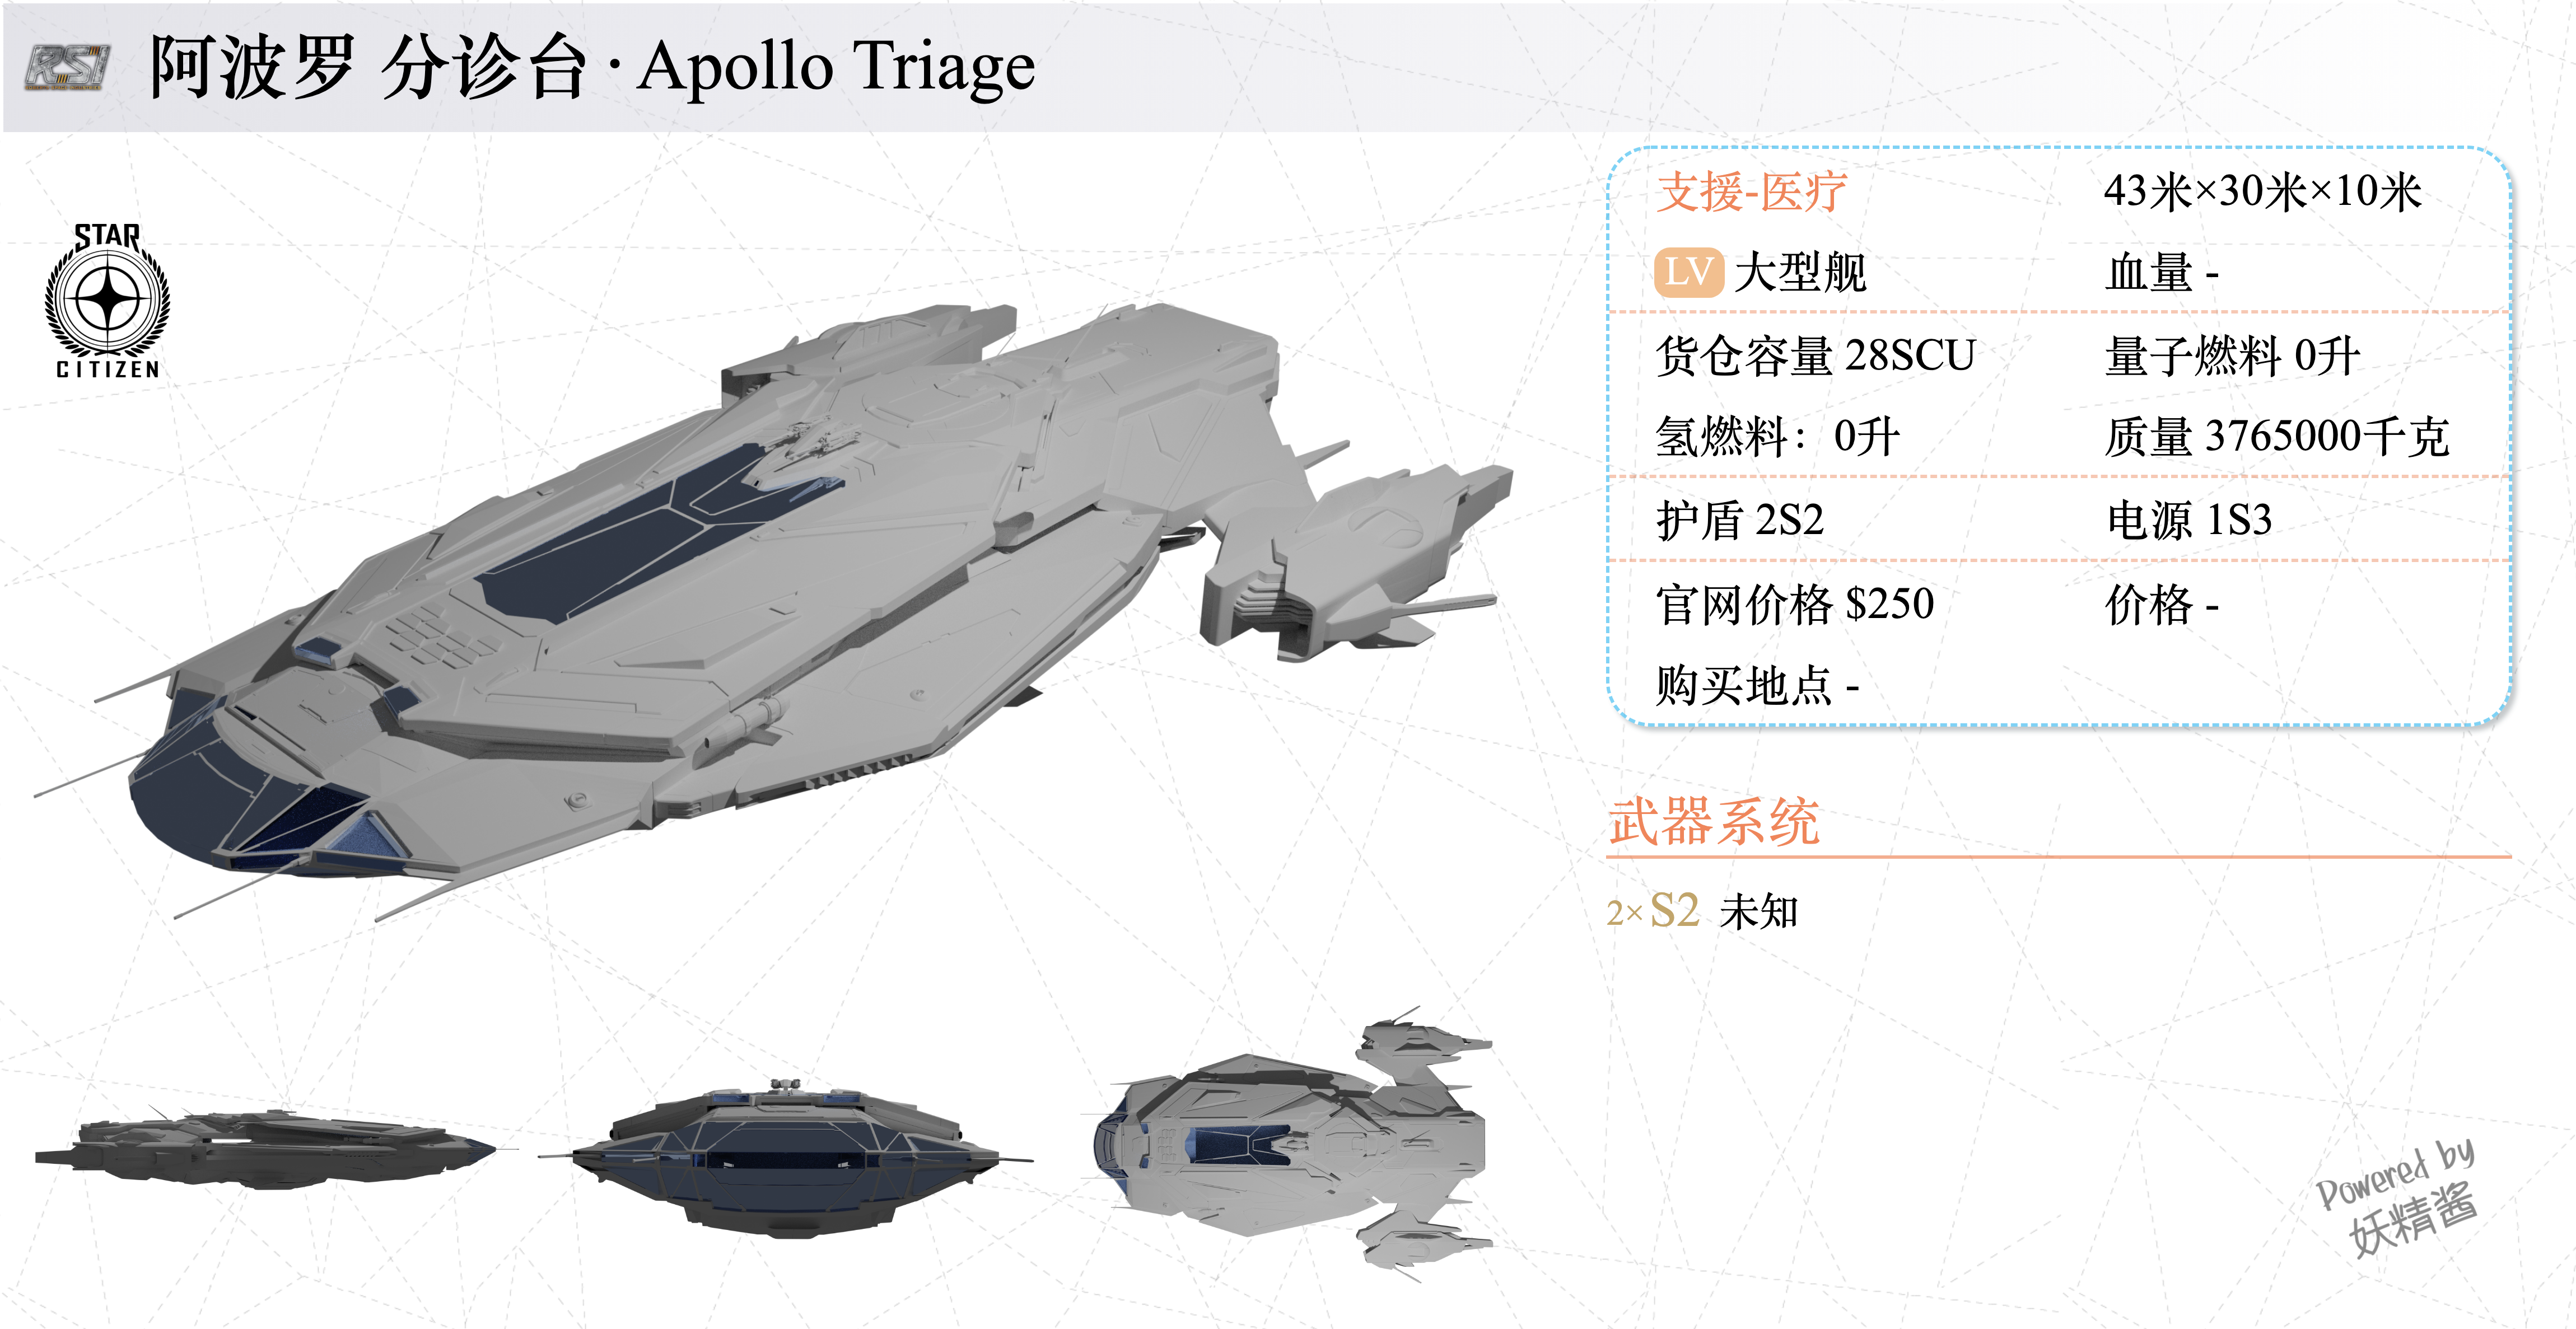 RSI
阿波罗 分诊台·Apollo Triage
STAR
CITIZEN
支援-医疗 43米×30米×10米
LV 大型舰 血量 -
货仓容量 28SCU 量子燃料 0升
氢燃料：0升 质量 3765000千克
护盾 2S2 电源 1S3
官网价格 $250 价格 -
购买地点 -
武器系统
2× S2 未知
Powered by
妖精酱